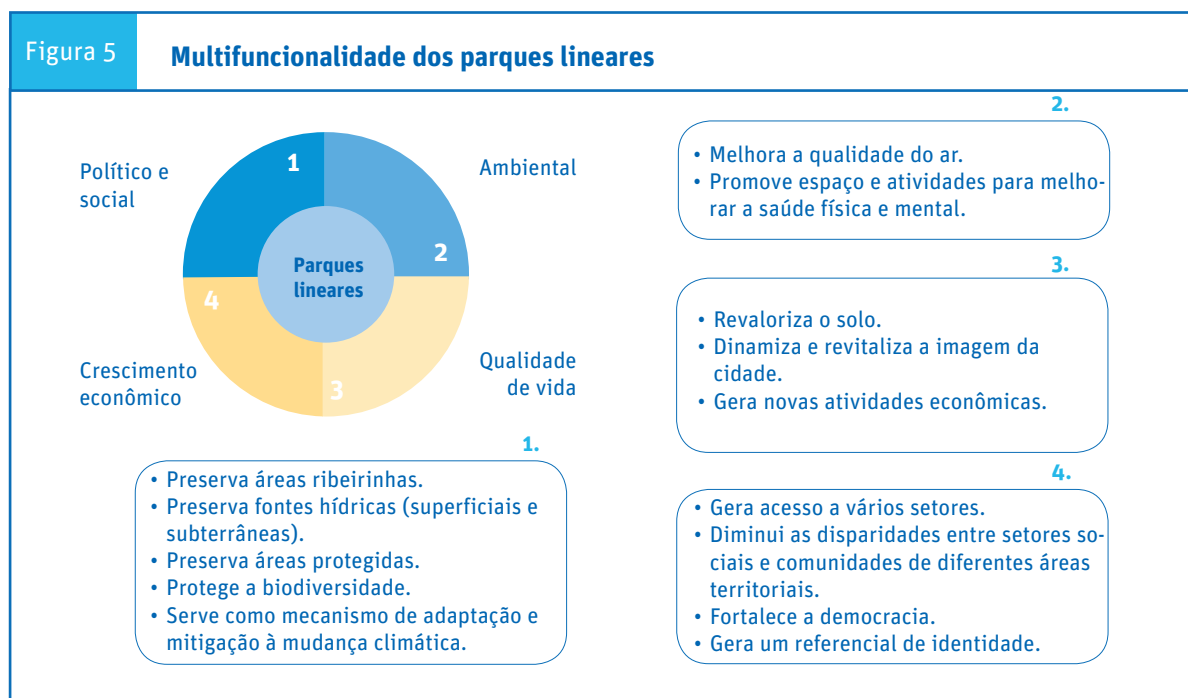 Figura 5
Multifuncionalidade dos parques lineares
Político e
social
1
Ambiental
2
Parques
lineares
4
Crescimento
econômico
3
Qualidade
de vida
1.
• Preserva áreas ribeirinhas.
• Preserva fontes hídricas (superficiais e
subterrâneas).
• Preserva áreas protegidas.
• Protege a biodiversidade.
• Serve como mecanismo de adaptação e
mitigação à mudança climática.
2.
• Melhora a qualidade do ar.
• Promove espaço e atividades para melho-
rar a saúde física e mental.
3.
• Revaloriza o solo.
• Dinamiza e revitaliza a imagem da
cidade.
• Gera novas atividades econômicas.
4.
• Gera acesso a vários setores.
• Diminui as disparidades entre setores so-
ciais e comunidades de diferentes áreas
territoriais.
• Fortalece a democracia.
• Gera um referencial de identidade.